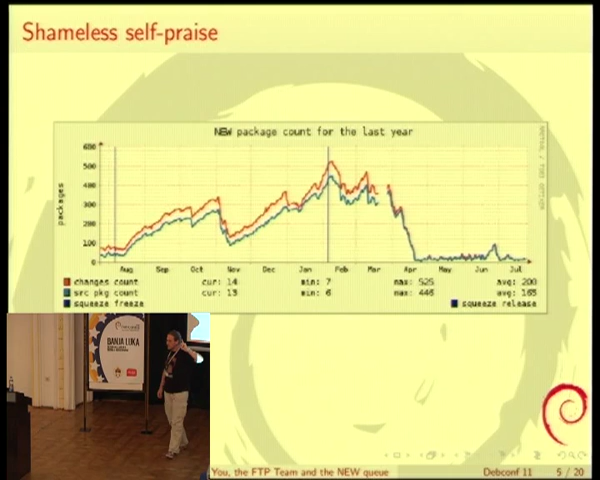 Shameless self-praise
NEW package count for the last year
packages
600
500
400
300
200
100
0
Aug Sep Oct Nov Dec Jan Feb Mar Apr May Jun Jul
changes count cur: 14 min: 7 max: 525 avg: 200
src pkg count cur: 13 min: 6 max: 446 avg: 165
squeeze freeze squeeze release
BANJA LUKA
You, the FTP Team and the NEW queue Debconf 11 5 / 20